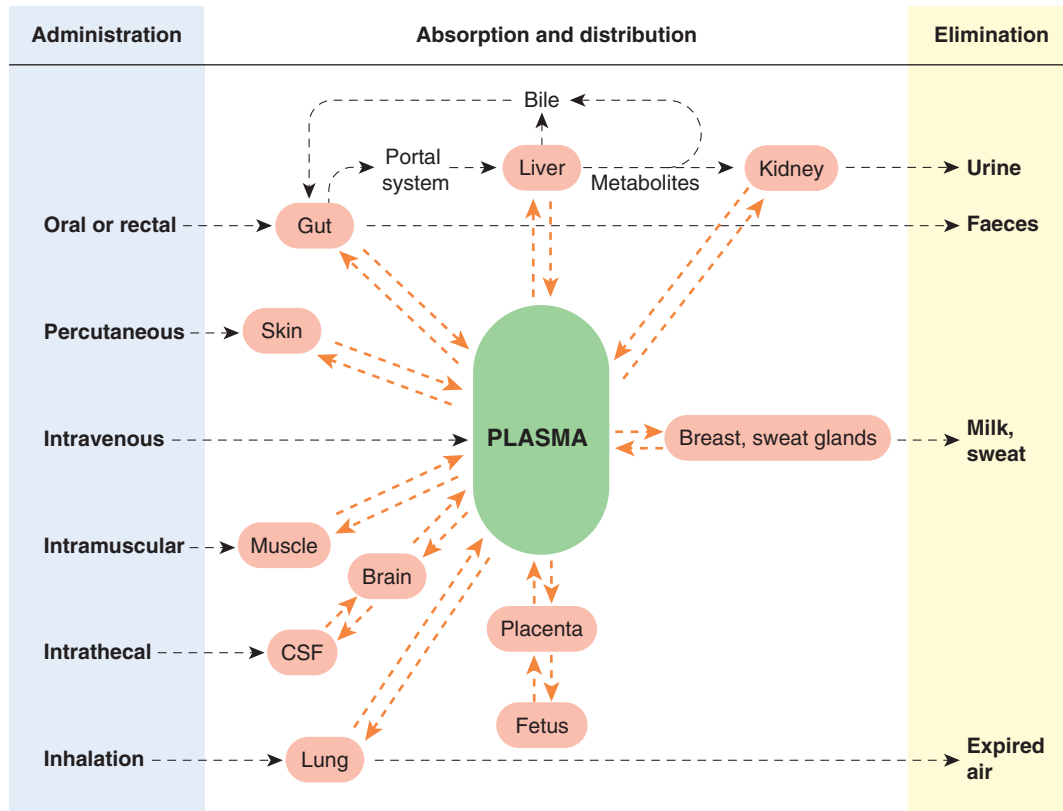 Administration
Absorption and distribution
Elimination
Bile
Portal
system
Liver
Metabolites
Kidney
Urine
Oral or rectal
Gut
Faeces
Percutaneous
Skin
Intravenous
PLASMA
Breast, sweat glands
Milk,
sweat
Intramuscular
Muscle
Brain
Placenta
Intrathecal
CSF
Fetus
Inhalation
Lung
Expired
air